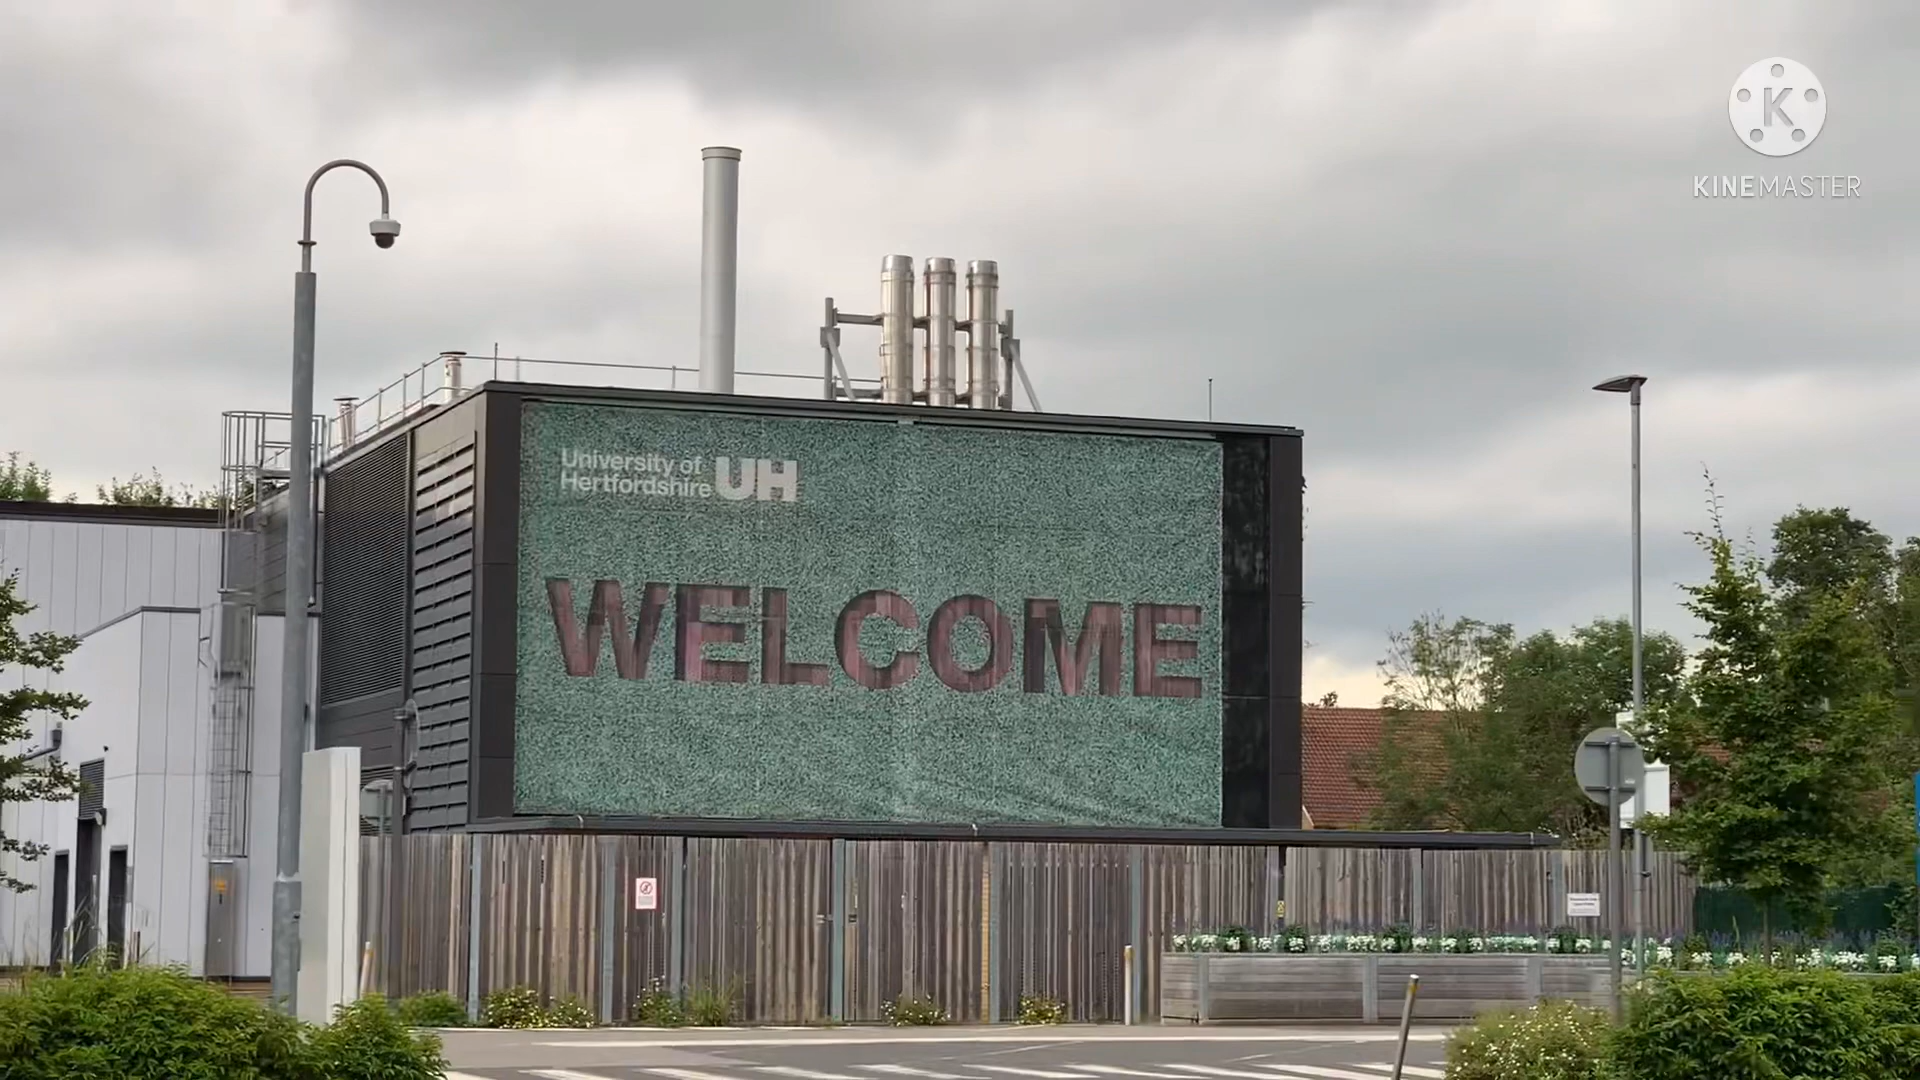 K
KINEMASTER
University of
Hertfordshire UH
WELCOME